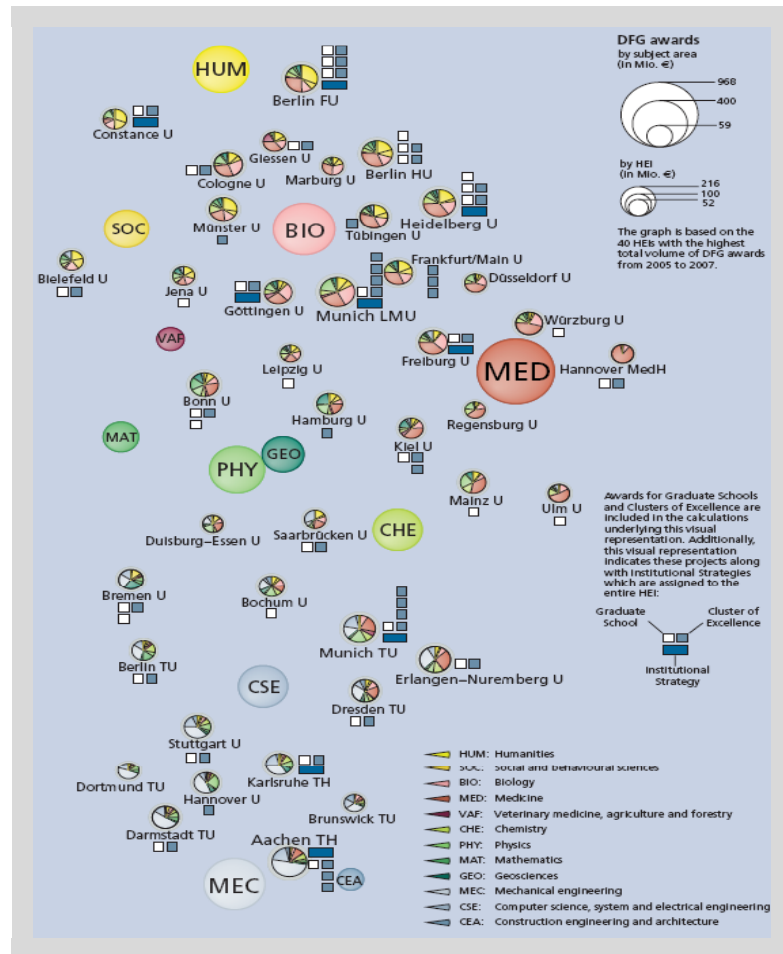 HUM
Berlin FU
Constance U
Giessen U
Cologne U
Marburg U
Berlin HU
SOC
Münster U
BIO
Tübingen U
Heidelberg U
Frankfurt/Main U
Bielefeld U
Jena U
Göttingen U
Munich LMU
Düsseldorf U
VAF
Leipzig U
Freiburg U
Würzburg U
MED
Hannover MedH
Bonn U
Hamburg U
Regensburg U
MAT
PHY
GEO
Kiel U
Mainz U
Ulm U
Duisburg-Essen U
Saarbrücken U
CHE
Bremen U
Bochum U
Munich TU
Berlin TU
Erlangen-Nuremberg U
CSE
Dresden TU
Stuttgart U
Dortmund TU
Hannover U
Karlsruhe TH
Brunswick TU
Darmstadt TU
Aachen TH
MEC
CEA
DFG awards
by subject area
(in Mio. €)
968
400
59
by HEI
(in Mio. €)
216
100
52
The graph is based on the
40 HEIs with the highest
total volume of DFG awards
from 2005 to 2007.
Awards for Graduate Schools
and Clusters of Excellence are
included in the calculations
underlying this visual
representation. Additionally,
this visual representation
indicates these projects along
with Institutional Strategies
which are assigned to the
entire HEI:
Graduate
School
Cluster of
Excellence
Institutional
Strategy
HUM: Humanities
SOC: Social and behavioural sciences
BIO: Biology
MED: Medicine
VAF: Veterinary medicine, agriculture and forestry
CHE: Chemistry
PHY: Physics
MAT: Mathematics
GEO: Geosciences
MEC: Mechanical engineering
CSE: Computer science, system and electrical engineering
CEA: Construction engineering and architecture